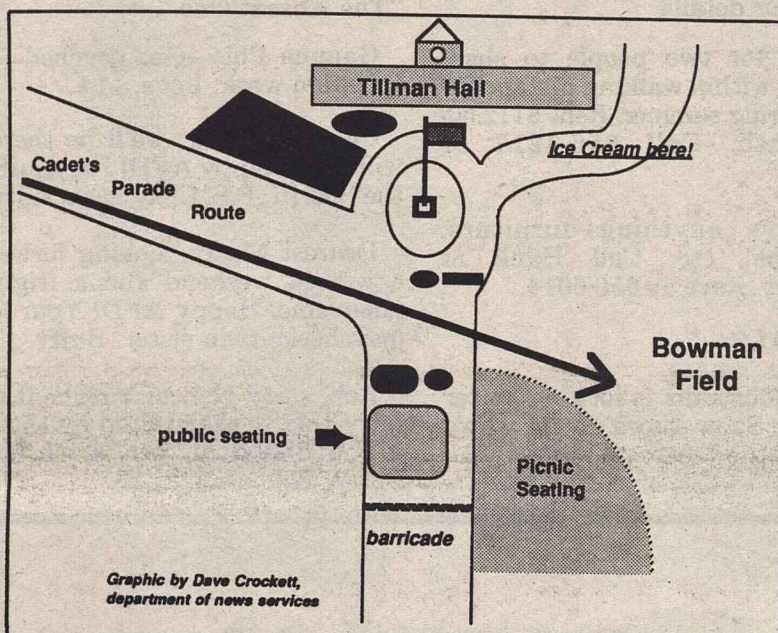 Tillman Hall
Ice Cream here!
Cadet's
Parade
Route
Bowman
Field
public seating
Picnic
Seating
barricade
Graphic by Dave Crockett,
department of news services